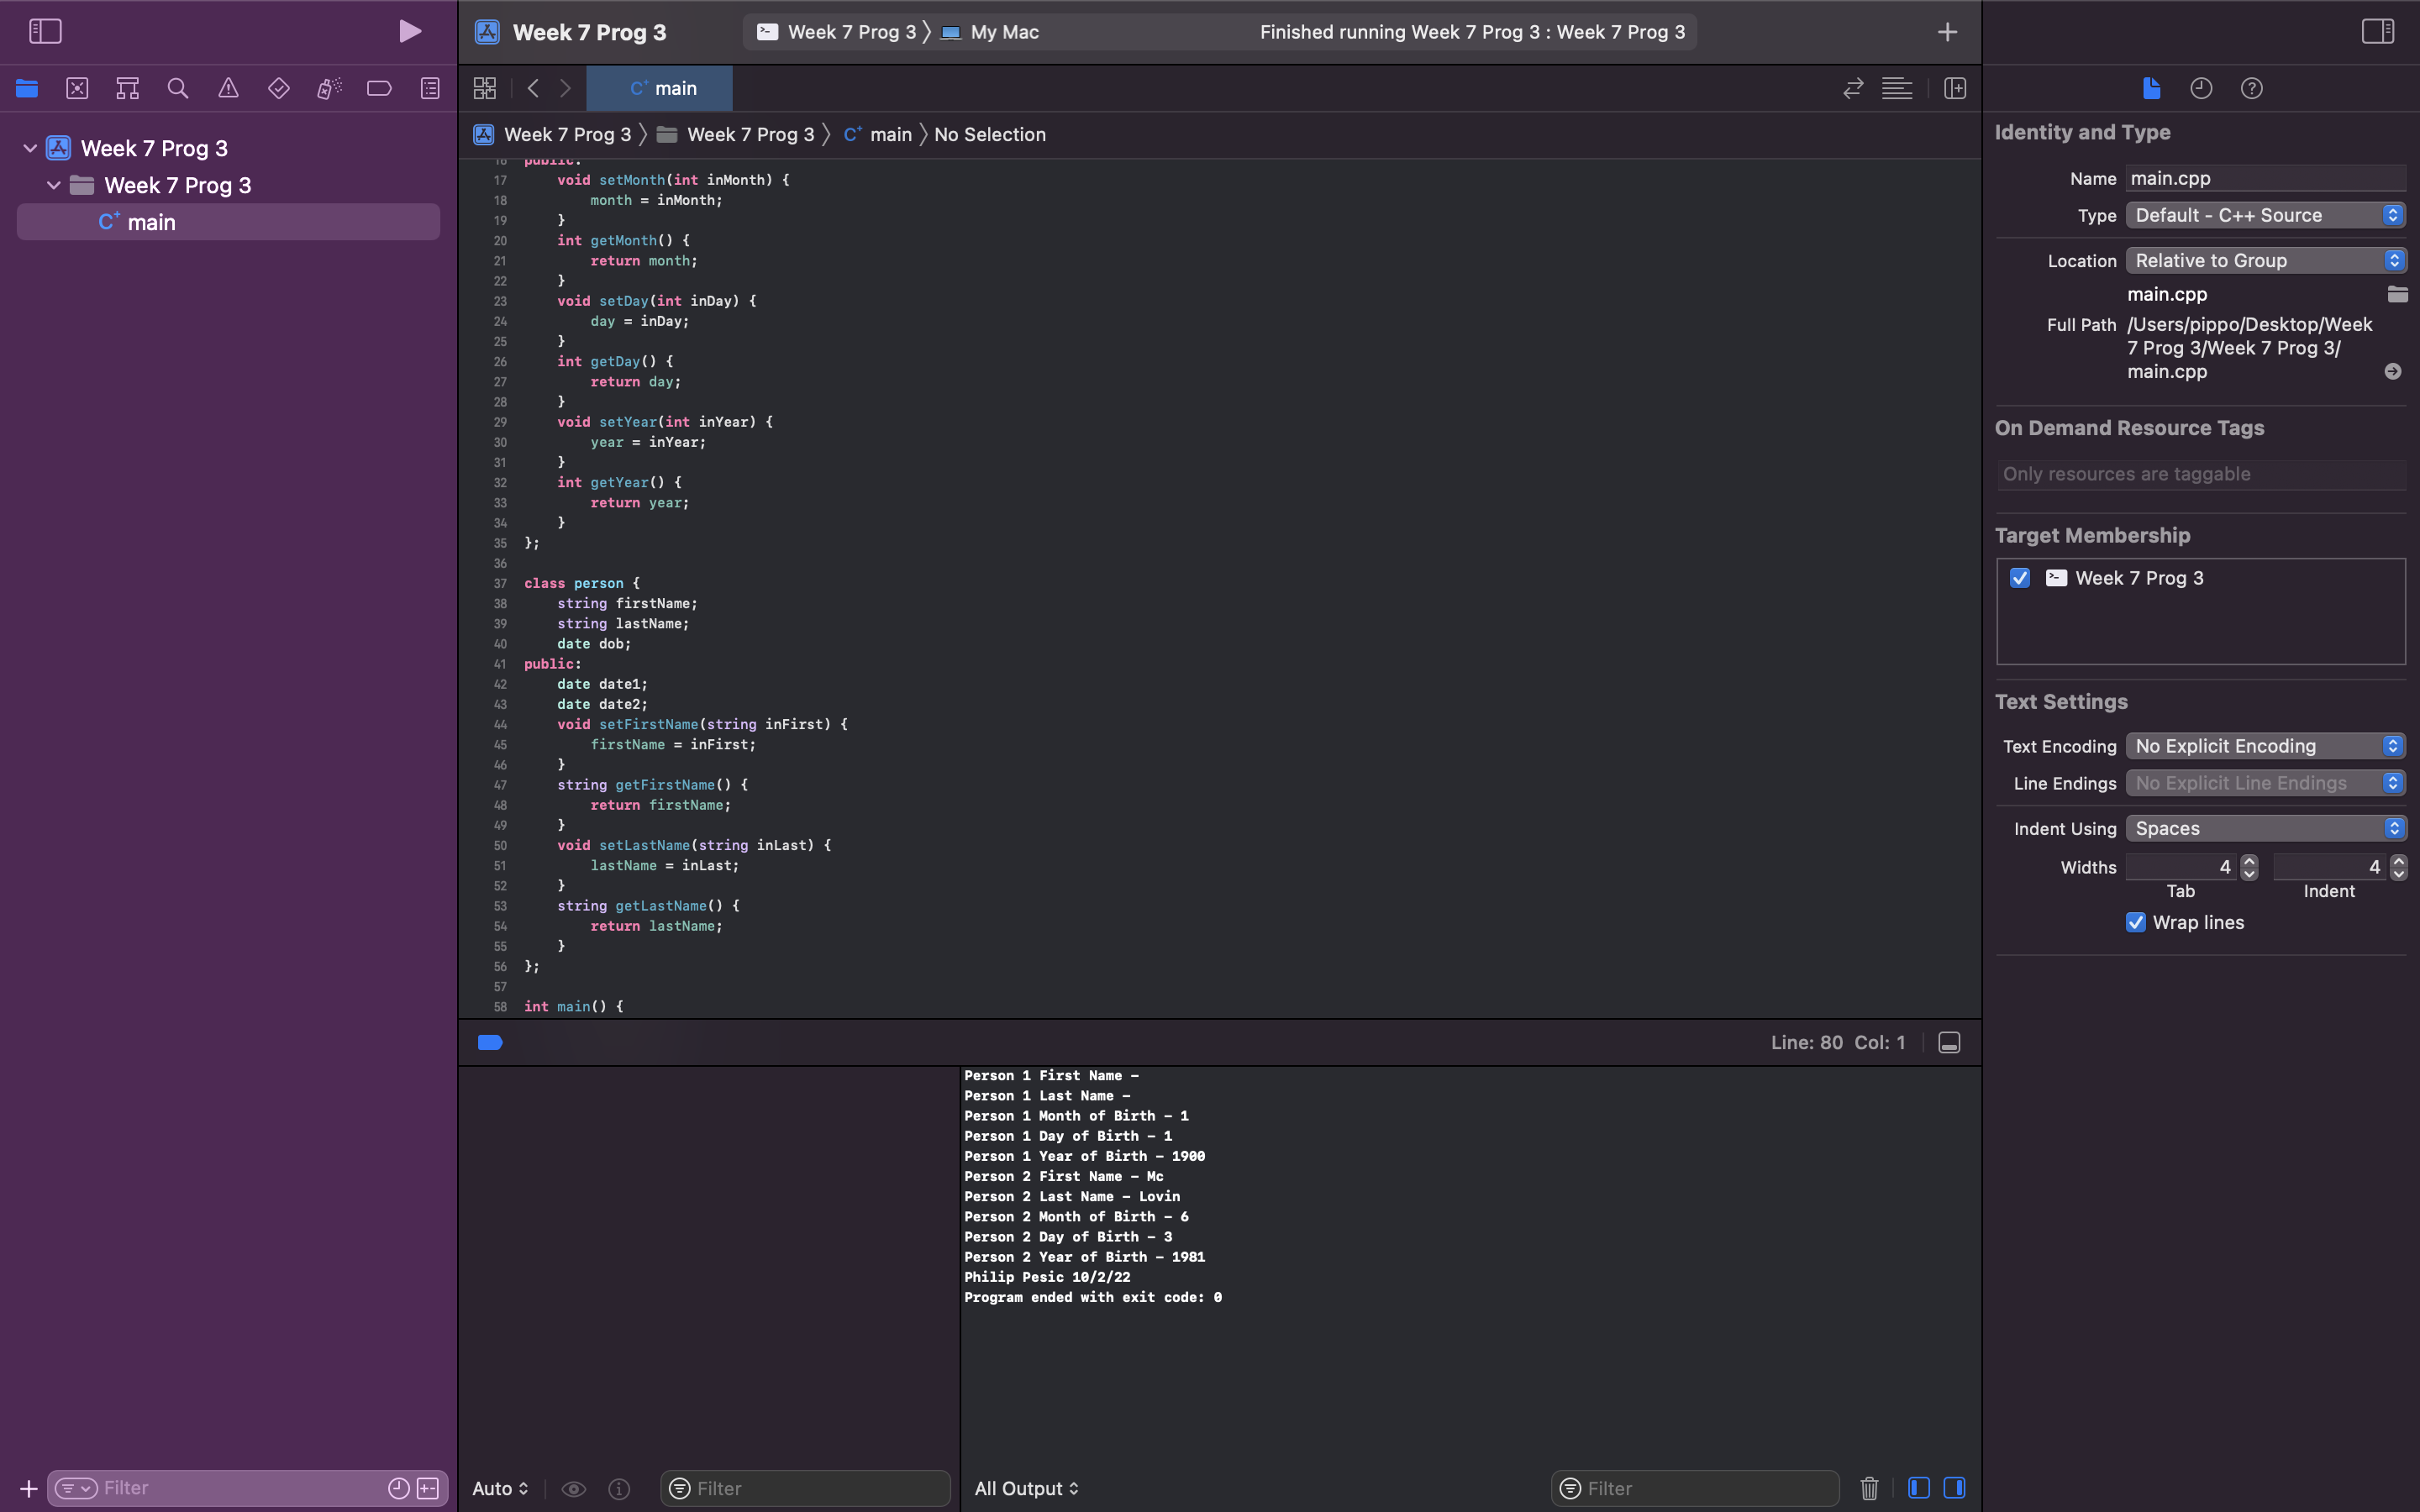 Week 7 Prog 3
Week 7 Prog 3 〉 My Mac
Finished running Week 7 Prog 3 : Week 7 Prog 3
Week 7 Prog 3
Week 7 Prog 3
C+ main
C+ main
Week 7 Prog 3 〉 Week 7 Prog 3 〉 C+ main 〉 No Selection
16 public:
17     void setMonth(int inMonth) {
18         month = inMonth;
19     }
20     int getMonth() {
21         return month;
22     }
23     void setDay(int inDay) {
24         day = inDay;
25     }
26     int getDay() {
27         return day;
28     }
29     void setYear(int inYear) {
30         year = inYear;
31     }
32     int getYear() {
33         return year;
34     }
35 };
36
37 class person {
38     string firstName;
39     string lastName;
40     date dob;
41 public:
42     date date1;
43     date date2;
44     void setFirstName(string inFirst) {
45         firstName = inFirst;
46     }
47     string getFirstName() {
48         return firstName;
49     }
50     void setLastName(string inLast) {
51         lastName = inLast;
52     }
53     string getLastName() {
54         return lastName;
55     }
56 };
57
58 int main() {
Line: 80 Col: 1
Person 1 First Name –
Person 1 Last Name –
Person 1 Month of Birth – 1
Person 1 Day of Birth – 1
Person 1 Year of Birth – 1900
Person 2 First Name – Mc
Person 2 Last Name – Lovin
Person 2 Month of Birth – 6
Person 2 Day of Birth – 3
Person 2 Year of Birth – 1981
Philip Pesic 10/2/22
Program ended with exit code: 0
Filter
Auto
Filter
All Output
Filter
Identity and Type
Name main.cpp
Type Default - C++ Source
Location Relative to Group
main.cpp
Full Path /Users/pippo/Desktop/Week
7 Prog 3/Week 7 Prog 3/
main.cpp
On Demand Resource Tags
Only resources are taggable
Target Membership
Week 7 Prog 3
Text Settings
Text Encoding No Explicit Encoding
Line Endings No Explicit Line Endings
Indent Using Spaces
Widths 4 4
Tab Indent
Wrap lines